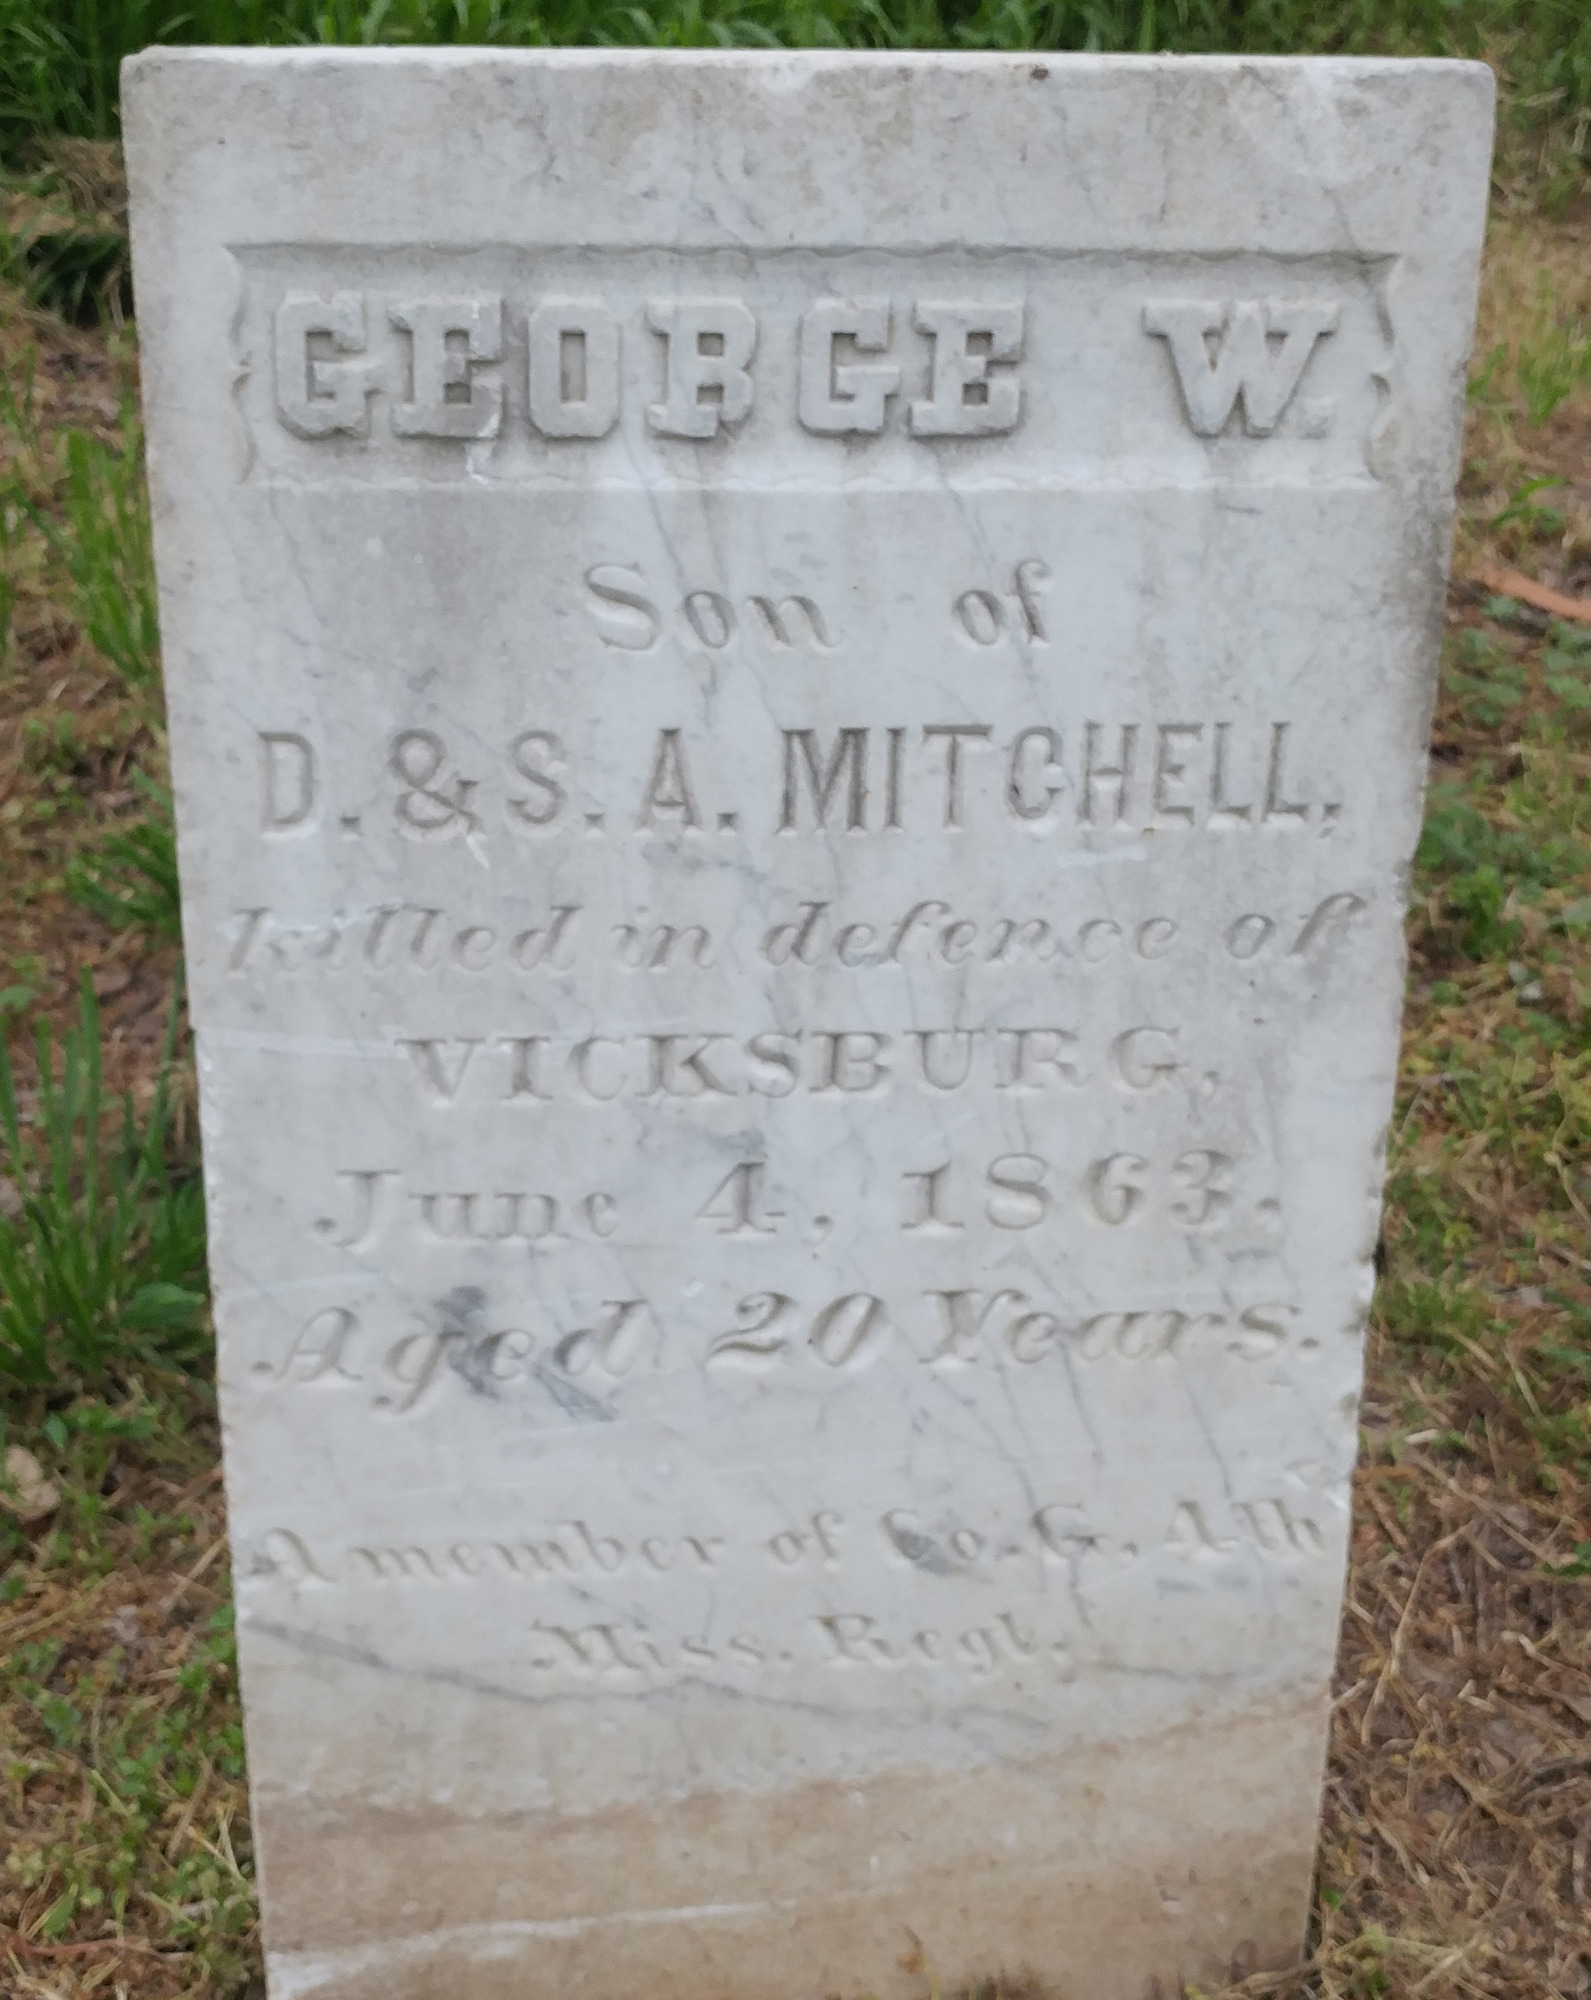 GEORGE W.
Son of
D. & S. A. MITCHELL,
killed in defence of
VICKSBURG,
June 4, 1863.
Aged 20 Years.
A member of Co. G. 4th
Miss. Regt.